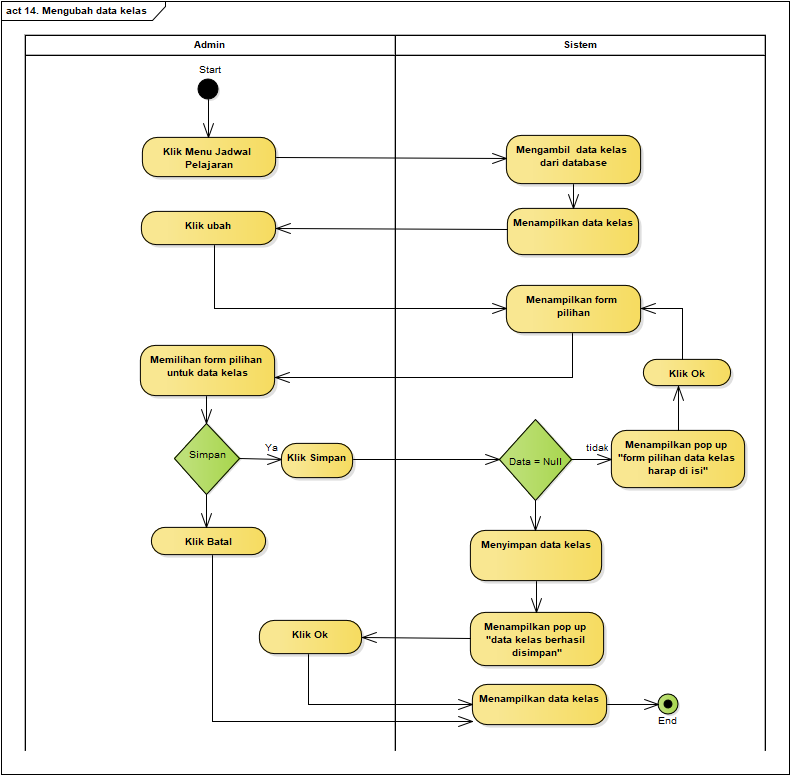 act 14. Mengubah data kelas
Admin
Sistem
Start
Klik Menu Jadwal
Pelajaran
Mengambil data kelas
dari database
Klik ubah
Menampilkan data kelas
Menampilkan form
pilihan
Memilihan form pilihan
untuk data kelas
Klik Ok
Simpan
Ya
Klik Simpan
Data = Null
tidak
Menampilkan pop up
"form pilihan data kelas
harap di isi"
Klik Batal
Menyimpan data kelas
Klik Ok
Menampilkan pop up
"data kelas berhasil
disimpan"
Menampilkan data kelas
End